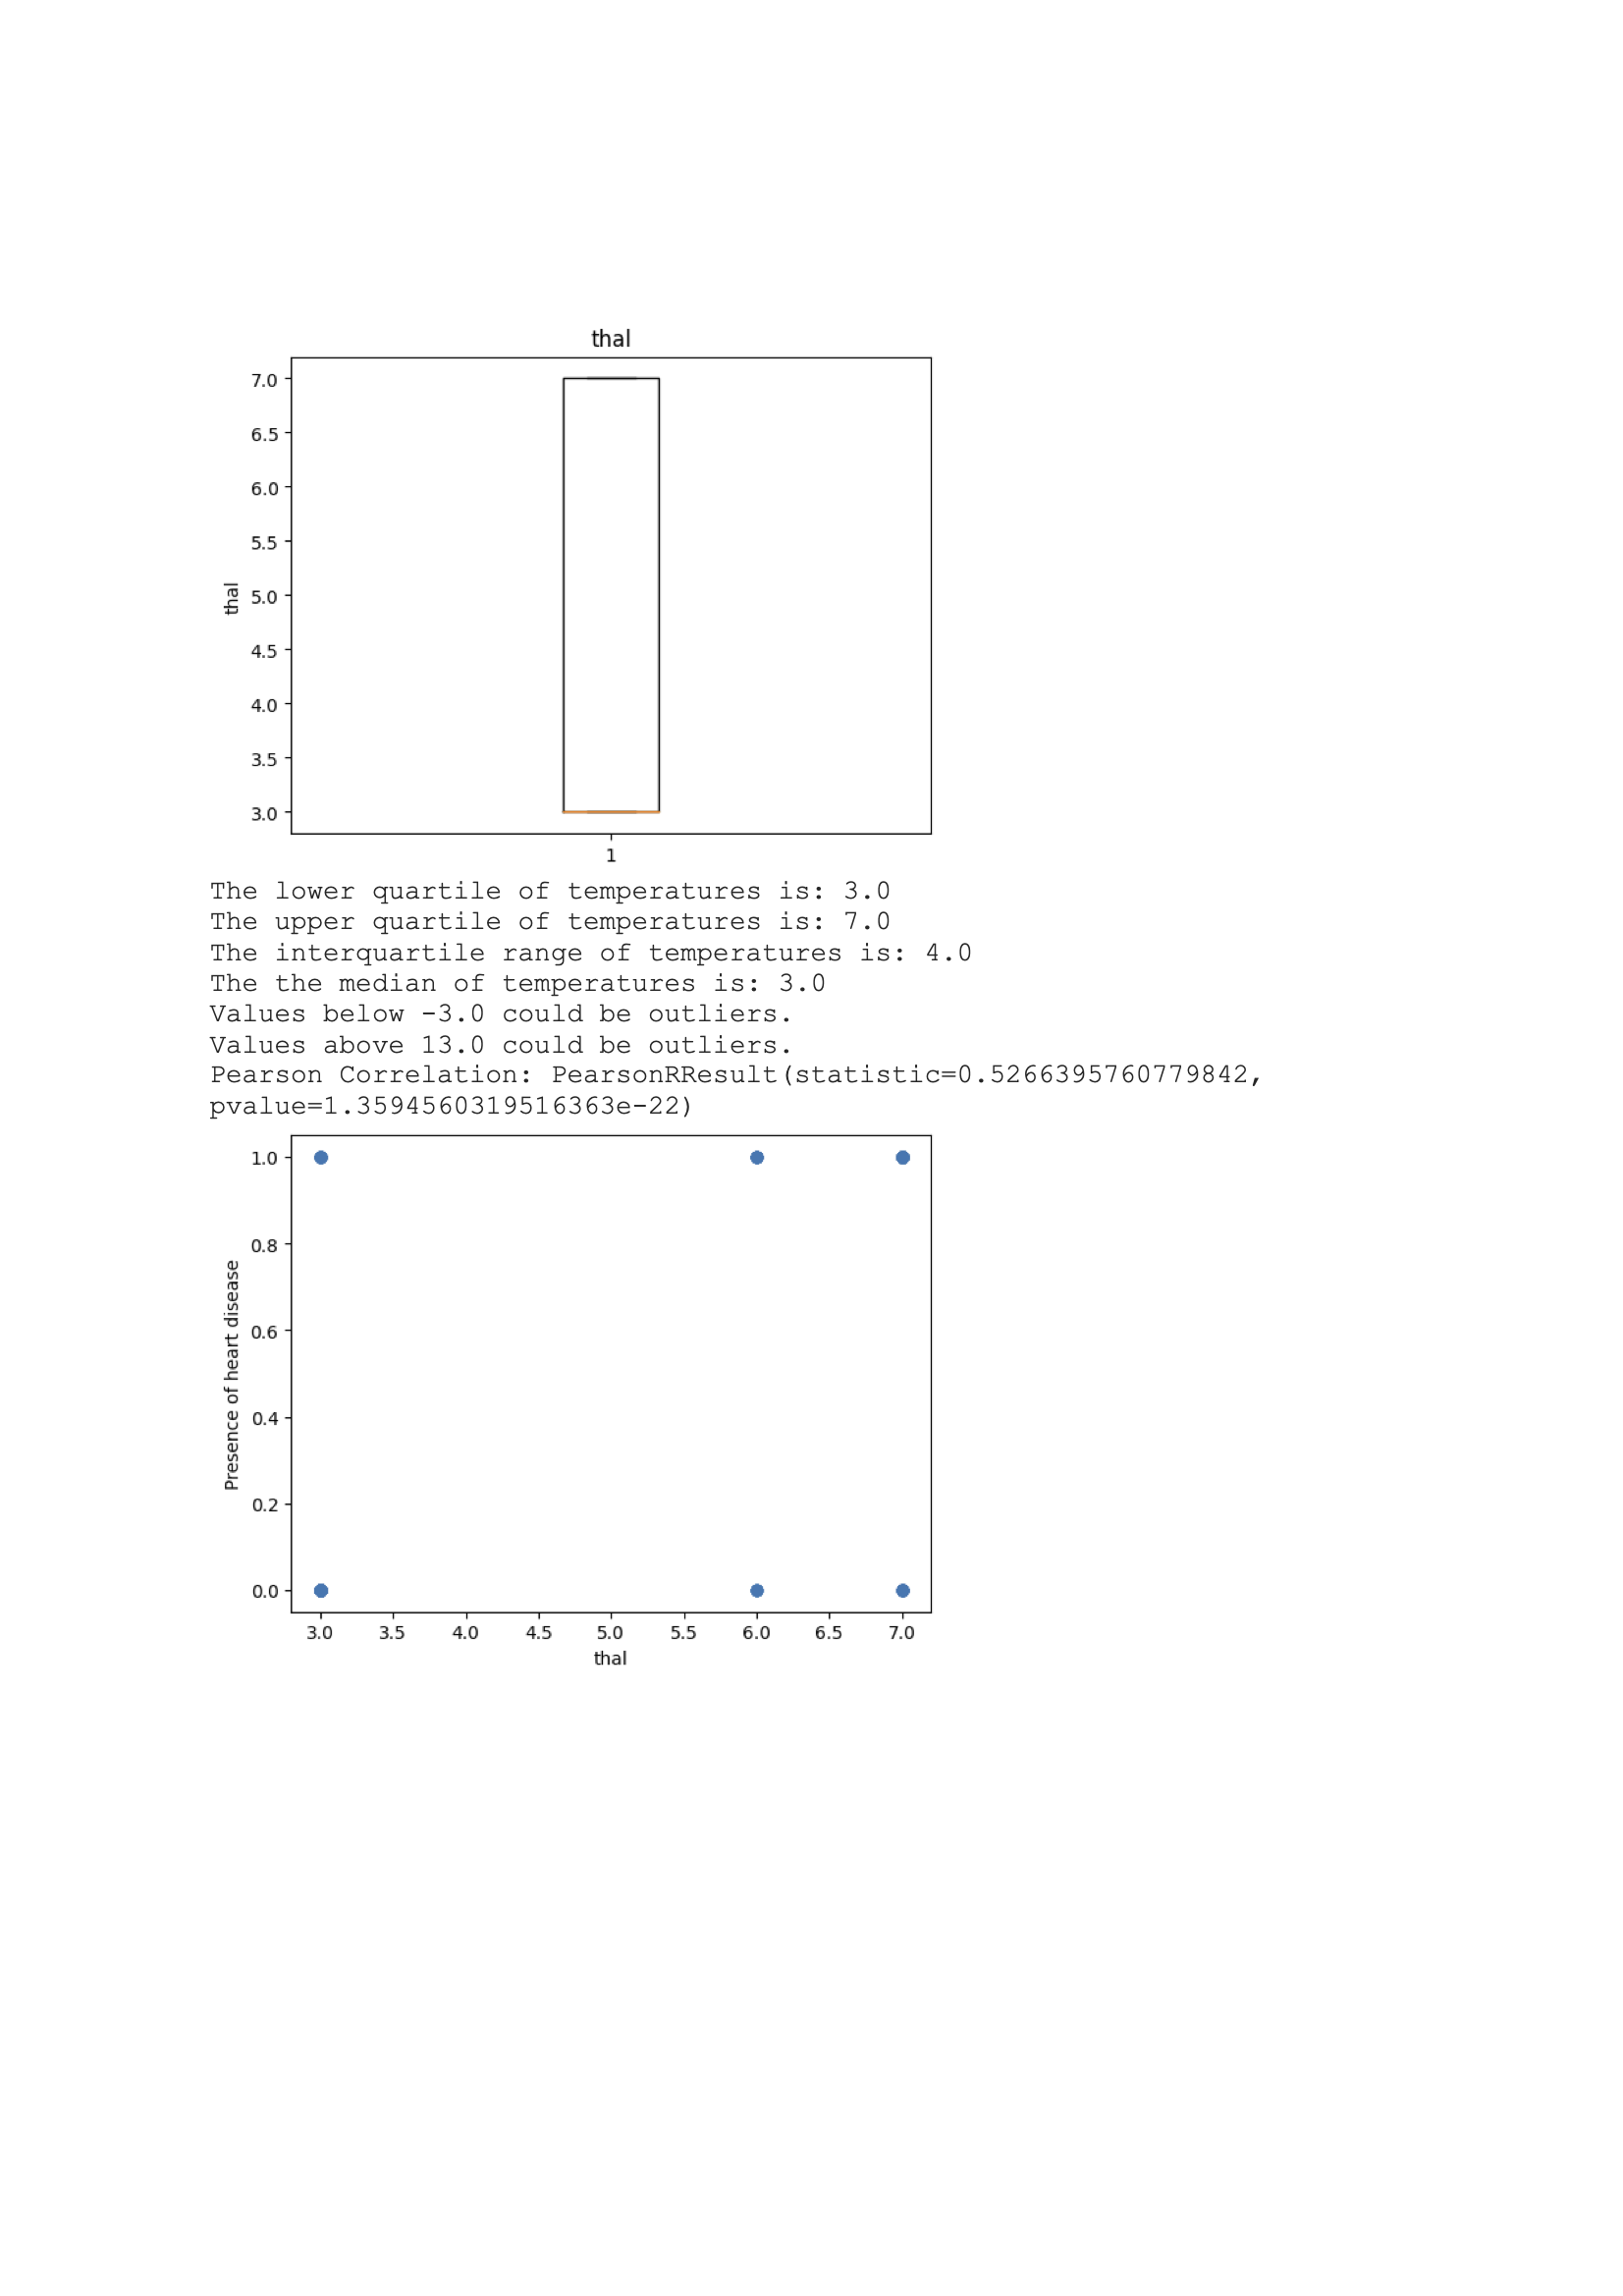 thal
7.0
6.5
6.0
5.5
5.0
4.5
4.0
3.5
3.0
thal
1
The lower quartile of temperatures is: 3.0
The upper quartile of temperatures is: 7.0
The interquartile range of temperatures is: 4.0
The the median of temperatures is: 3.0
Values below -3.0 could be outliers.
Values above 13.0 could be outliers.
Pearson Correlation: PearsonRResult(statistic=0.5266395760779842,
pvalue=1.3594560319516363e-22)
1.0
0.8
0.6
0.4
0.2
0.0
Presence of heart disease
3.0 3.5 4.0 4.5 5.0 5.5 6.0 6.5 7.0
thal